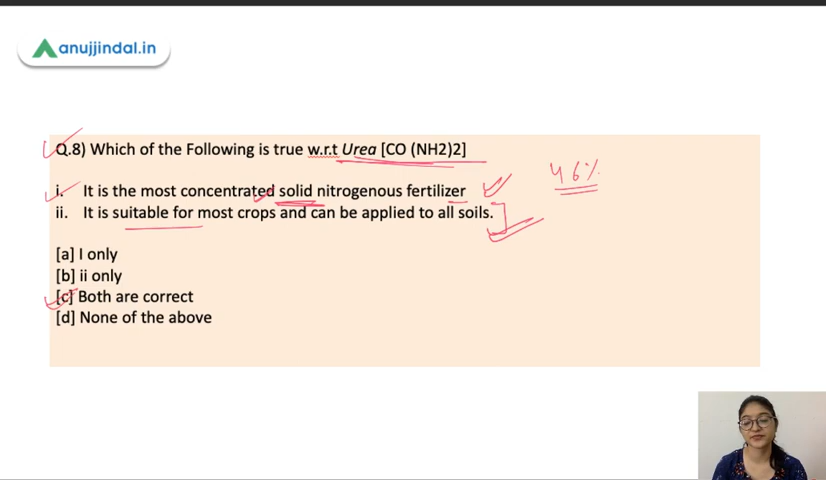 anujjindal.in
Q.8) Which of the Following is true w.r.t Urea [CO (NH2)2]
46%
i. It is the most concentrated solid nitrogenous fertilizer
ii. It is suitable for most crops and can be applied to all soils.
[a] I only
[b] ii only
[c] Both are correct
[d] None of the above